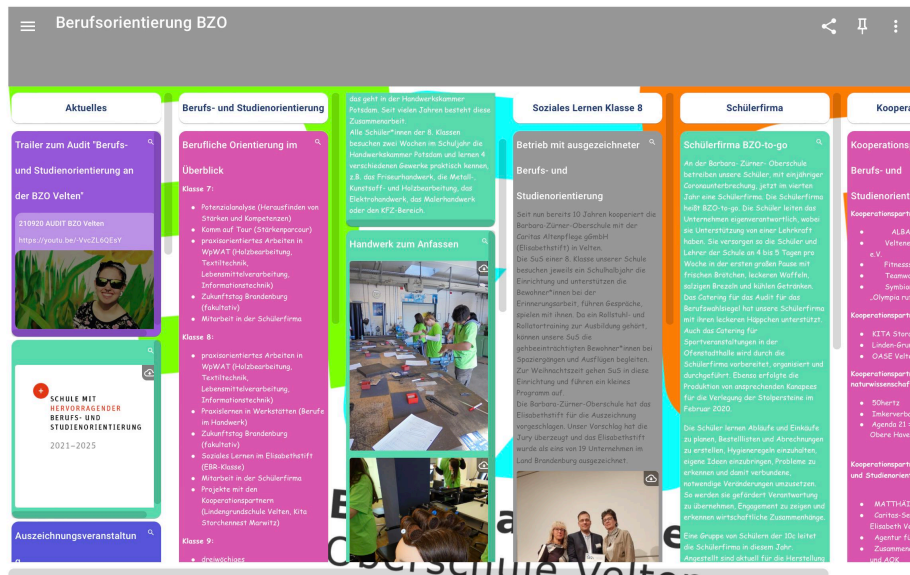 Berufsorientierung BZO
Aktuelles
Trailer zum Audit "Berufs-
und Studienorientierung an
der BZO Velten"
210920 AUDIT BZO Velten
https://youtu.be/-VvcZL6QExY
SCHULE MIT
HERVORRAGENDER
BERUFS- UND
STUDIENORIENTIERUNG
2021–2025
Auszeichnungsveranstaltun
Berufs- und Studienorientierung
Berufliche Orientierung im
Überblick
Klasse 7:
Potenzialanalyse (Herausfinden von
Stärken und Kompetenzen)
Komm auf Tour (Stärkenparcour)
praxisorientiertes Arbeiten in
WpWAT (Holzbearbeitung,
Textiltechnik,
Lebensmittelverarbeitung,
Informationstechnik)
Zukunftstag Brandenburg
(fakultativ)
Mitarbeit in der Schülerfirma
Klasse 8:
praxisorientiertes Arbeiten in
WpWAT (Holzbearbeitung,
Textiltechnik,
Lebensmittelverarbeitung,
Informationstechnik)
Praxislernen in Werkstätten (Berufe
im Handwerk)
Zukunftstag Brandenburg
(fakultativ)
Soziales Lernen im Elisabethstift
(EBR-Klasse)
Mitarbeit in der Schülerfirma
Projekte mit den
Kooperationspartnern
(Lindengrundschule Velten, Kita
Storchennest Marwitz)
Klasse 9:
dreiwöchiges
das geht in der Handwerkskammer
Potsdam. Seit vielen Jahren besteht diese
Zusammenarbeit.
Alle Schüler*innen der 8. Klassen
besuchen zwei Wochen im Schuljahr die
Handwerkskammer Potsdam und lernen 4
verschiedenen Gewerke praktisch kennen,
z.B. das Friseurhandwerk, die Metall-,
Kunstsoff- und Holzbearbeitung, das
Elektrohandwerk, das Malerhandwerk
oder den KFZ-Bereich.
Handwerk zum Anfassen
Soziales Lernen Klasse 8
Betrieb mit ausgezeichneter
Berufs- und
Studienorientierung
Seit nun bereits 10 Jahren kooperiert die
Barbara-Zürner-Oberschule mit der
Caritas Altenpflege gGmbH
(Elisabethstift) in Velten.
Die SuS einer 8. Klasse unserer Schule
besuchen jeweils ein Schulhalbjahr die
Einrichtung und unterstützen die
Bewohner*innen bei der
Erinnerungsarbeit, führen Gespräche,
spielen mit ihnen. Da ein Rollstuhl- und
Rollatortraining zur Ausbildung gehört,
können unsere SuS die
gehbeeinträchtigten Bewohner*innen bei
Spaziergängen und Ausflügen begleiten.
Zur Weihnachtszeit gehen SuS in diese
Einrichtung und führen ein kleines
Programm auf.
Die Barbara-Zürner-Oberschule hat das
Elisabethstift für die Auszeichnung
vorgeschlagen. Unser Vorschlag hat die
Jury überzeugt und das Elisabethstift
wurde als eins von 19 Unternehmen im
Land Brandenburg ausgezeichnet.
Schülerfirma
Schülerfirma BZO-to-go
An der Barbara- Zürner- Oberschule
betreiben unsere Schüler, mit einjähriger
Coronaunterbrechung, jetzt im vierten
Jahr eine Schülerfirma. Die Schülerfirma
heißt BZO-to-go. Die Schüler leiten das
Unternehmen eigenverantwortlich, wobei
sie Unterstützung von einer Lehrkraft
haben. Sie versorgen so die Schüler und
Lehrer der Schule an 4 bis 5 Tagen pro
Woche in der ersten großen Pause mit
frischen Brötchen, leckeren Waffeln,
salzigen Brezeln und kühlen Getränken.
Das Catering für das Audit für das
Berufswahlsiegel hat unsere Schülerfirma
mit ihren leckeren Häppchen unterstützt.
Auch das Catering für
Sportveranstaltungen in der
Ofenstadthalle wird durch die
Schülerfirma vorbereitet, organisiert und
durchgeführt. Ebenso erfolgte die
Produktion von ansprechenden Kanapees
für die Verlegung der Stolpersteine im
Februar 2020.
Die Schüler lernen Abläufe und Einkäufe
zu planen, Bestelllisten und Abrechnungen
zu erstellen, Hygieneregeln einzuhalten,
eigene Ideen einzubringen, Probleme zu
erkennen und damit verbundene,
notwendige Veränderungen umzusetzen.
So werden sie gefördert Verantwortung
zu übernehmen, Engagement zu zeigen und
erkennen wirtschaftliche Zusammenhänge.
Eine Gruppe von Schülern der 10c leitet
die Schülerfirma in diesem Jahr.
Angestellt sind aktuell für die Herstellung
Koopera
Kooperations
Berufs- und
Studienorient
Kooperationspart
ALBA
Veltene
e.V.
Fitness
Teamwo
Symbio
„Olympia ru
Kooperationspart
KITA Storc
Linden-Gru
OASE Velte
Kooperationspart
naturwissenschaf
50hertz
Imkerverba
Agenda 21
Obere Have
Kooperationspart
und Studienorien
MATTHÄI
Caritas-Se
Elisabeth Ve
Agentur fü
Zusammen
und AOK
Oberschule Velten